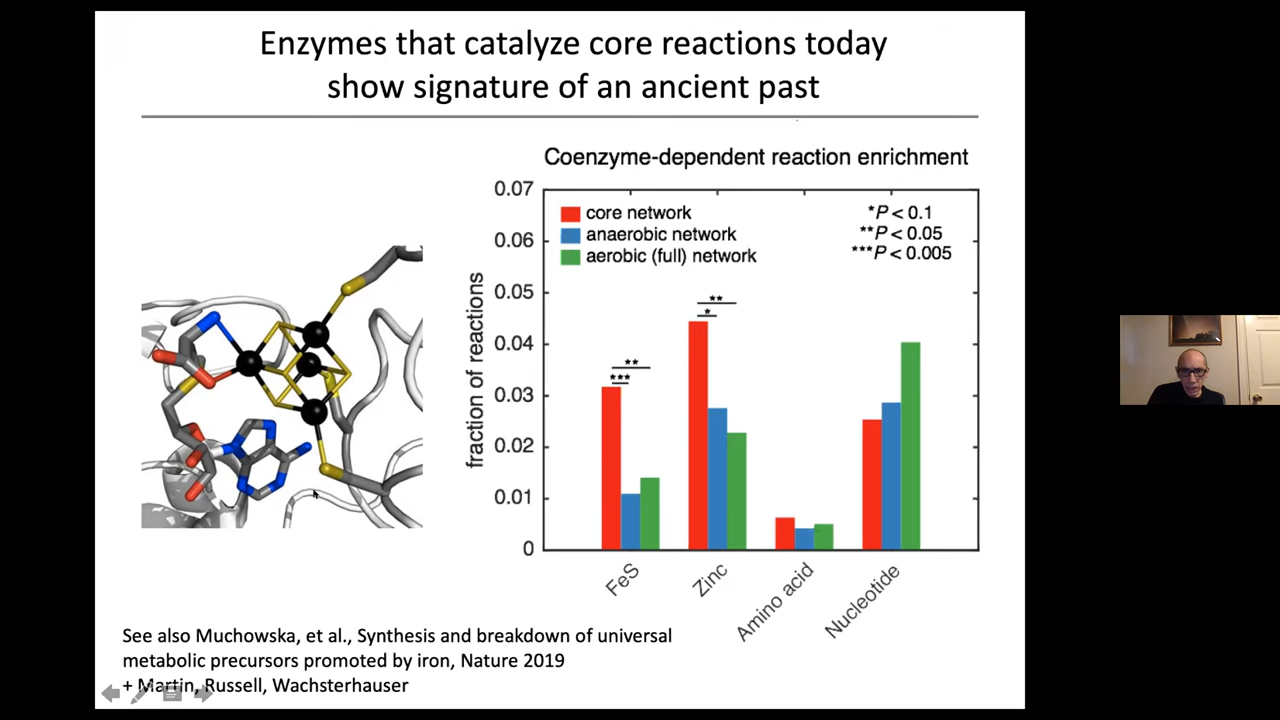 Enzymes that catalyze core reactions today
show signature of an ancient past
Coenzyme-dependent reaction enrichment
0.07
0.06
0.05
0.04
0.03
0.02
0.01
0
fraction of reactions
core network
anaerobic network
aerobic (full) network
*P < 0.1
**P < 0.05
***P < 0.005
***
**
*
**
FeS
Zinc
Amino acid
Nucleotide
See also Muchowska, et al., Synthesis and breakdown of universal
metabolic precursors promoted by iron, Nature 2019
+ Martin, Russell, Wachsterhauser